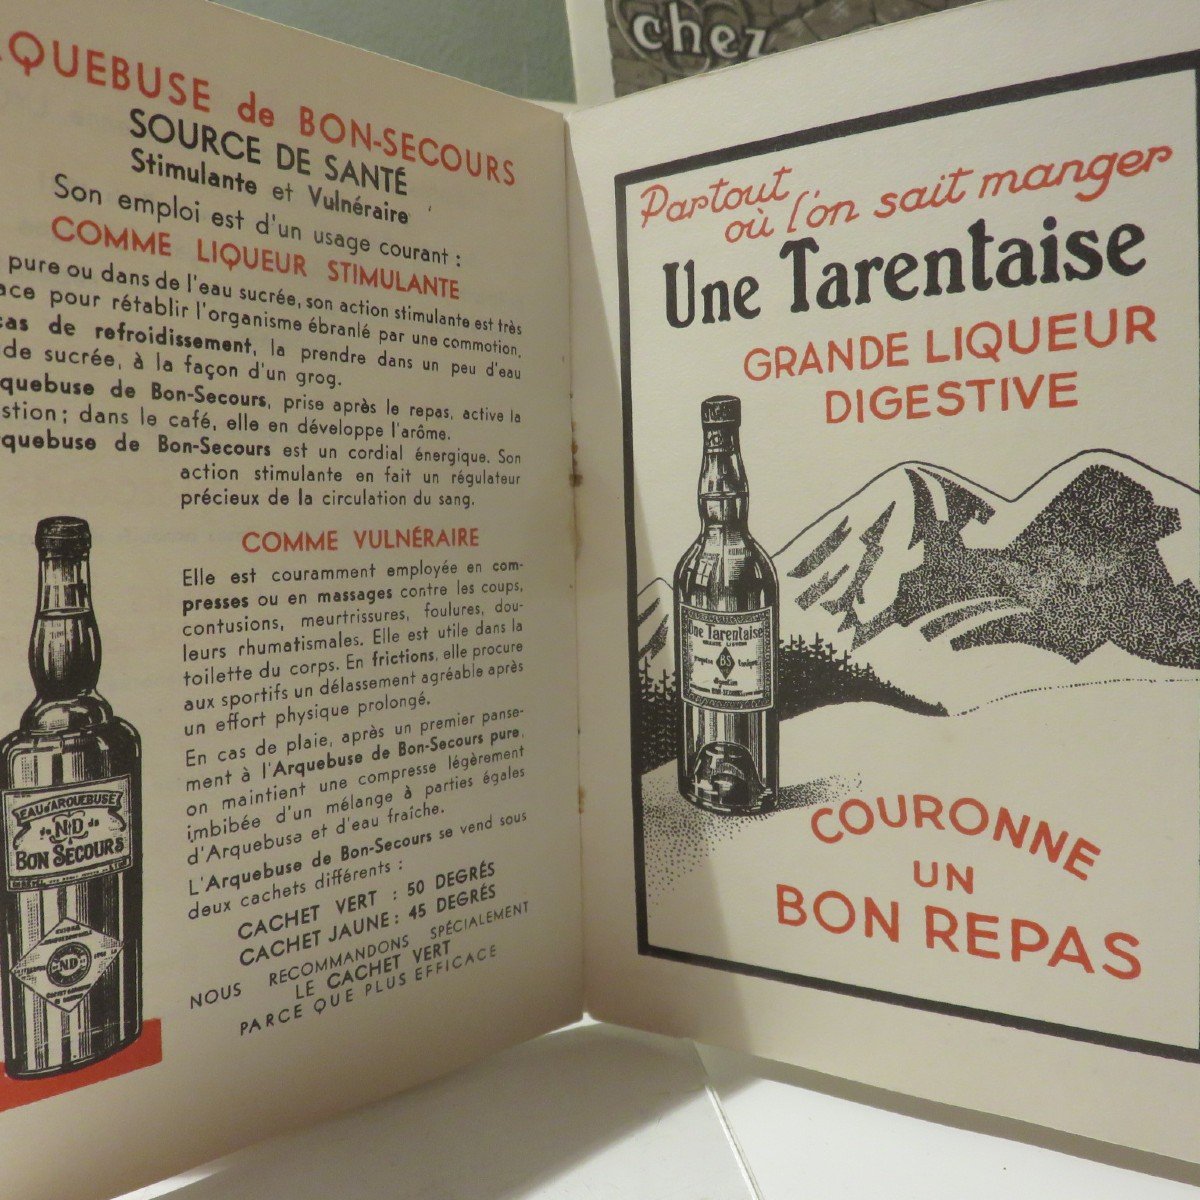 chez
ARQUEBUSE de BON-SECOURS
SOURCE DE SANTÉ
Stimulante et Vulnéraire
Son emploi est d'un usage courant :
COMME LIQUEUR STIMULANTE
pure ou dans de l'eau sucrée, son action stimulante est très
ace pour rétablir l'organisme ébranlé par une commotion.
cas de refroidissement, la prendre dans un peu d'eau
de sucrée, à la façon d'un grog.
rquebuse de Bon-Secours, prise après le repas, active la
estion ; dans le café, elle en développe l'arôme.
rquebuse de Bon-Secours est un cordial énergique. Son
action stimulante en fait un régulateur
précieux de la circulation du sang.
COMME VULNÉRAIRE
Elle est couramment employée en com-
presses ou en massages contre les coups,
contusions, meurtrissures, foulures, dou-
leurs rhumatismales. Elle est utile dans la
toilette du corps. En frictions, elle procure
aux sportifs un délassement agréable après
un effort physique prolongé.
En cas de plaie, après un premier panse-
ment à l'Arquebuse de Bon-Secours pure,
on maintient une compresse légèrement
imbibée d'un mélange à parties égales
d'Arquebusa et d'eau fraîche.
L'Arquebuse de Bon-Secours se vend sous
deux cachets différents :
CACHET VERT : 50 DEGRÉS
CACHET JAUNE : 45 DEGRÉS
NOUS RECOMMANDONS SPÉCIALEMENT
LE CACHET VERT
PARCE QUE PLUS EFFICACE
EAU d'ARQUEBUSE
de ND de
BON SECOURS
ND
Partout
où l'on sait manger
Une Tarentaise
GRANDE LIQUEUR
DIGESTIVE
Une Tarentaise
GRANDE LIQUEUR
BS
COURONNE
UN
BON REPAS